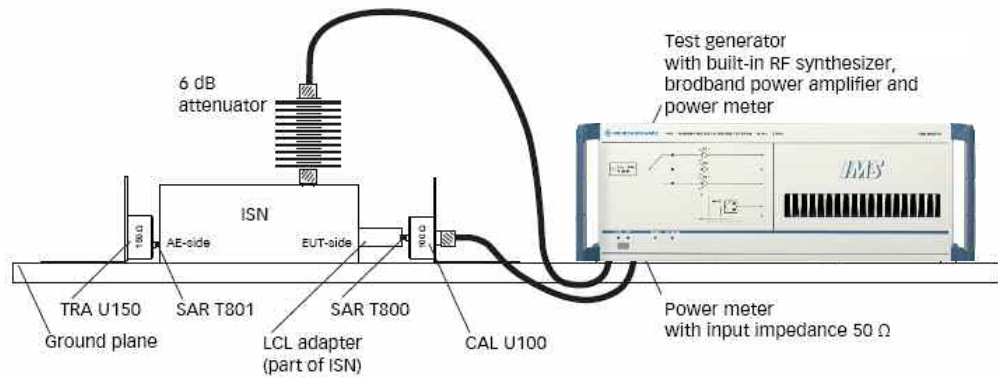 Test generator
with built-in RF synthesizer,
brodband power amplifier and
power meter
6 dB
attenuator
IMS
ISN
150 Ω
AE-side
EUT-side
100 Ω
TRA U150
SAR T801
SAR T800
Ground plane
LCL adapter
(part of ISN)
CAL U100
Power meter
with input impedance 50 Ω